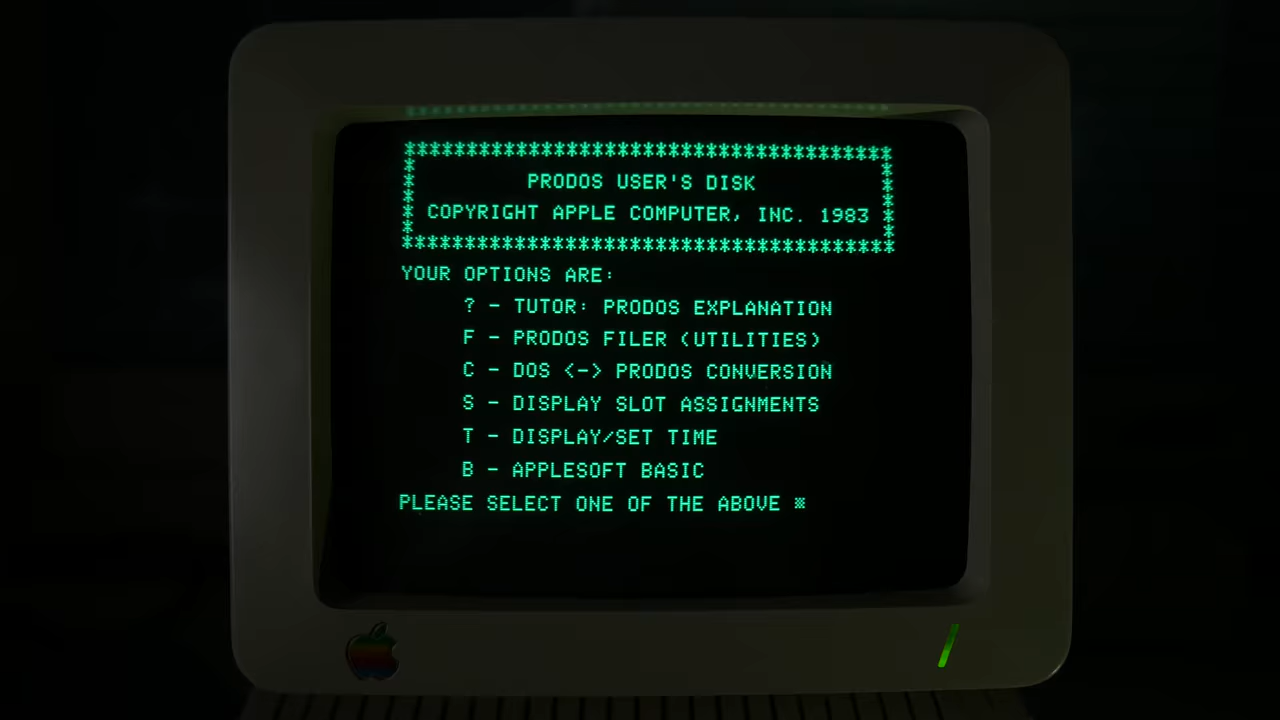 ****************************************
PRODOS USER'S DISK
COPYRIGHT APPLE COMPUTER, INC. 1983
****************************************
YOUR OPTIONS ARE:
? - TUTOR: PRODOS EXPLANATION
F - PRODOS FILER (UTILITIES)
C - DOS <-> PRODOS CONVERSION
S - DISPLAY SLOT ASSIGNMENTS
T - DISPLAY/SET TIME
B - APPLESOFT BASIC
PLEASE SELECT ONE OF THE ABOVE